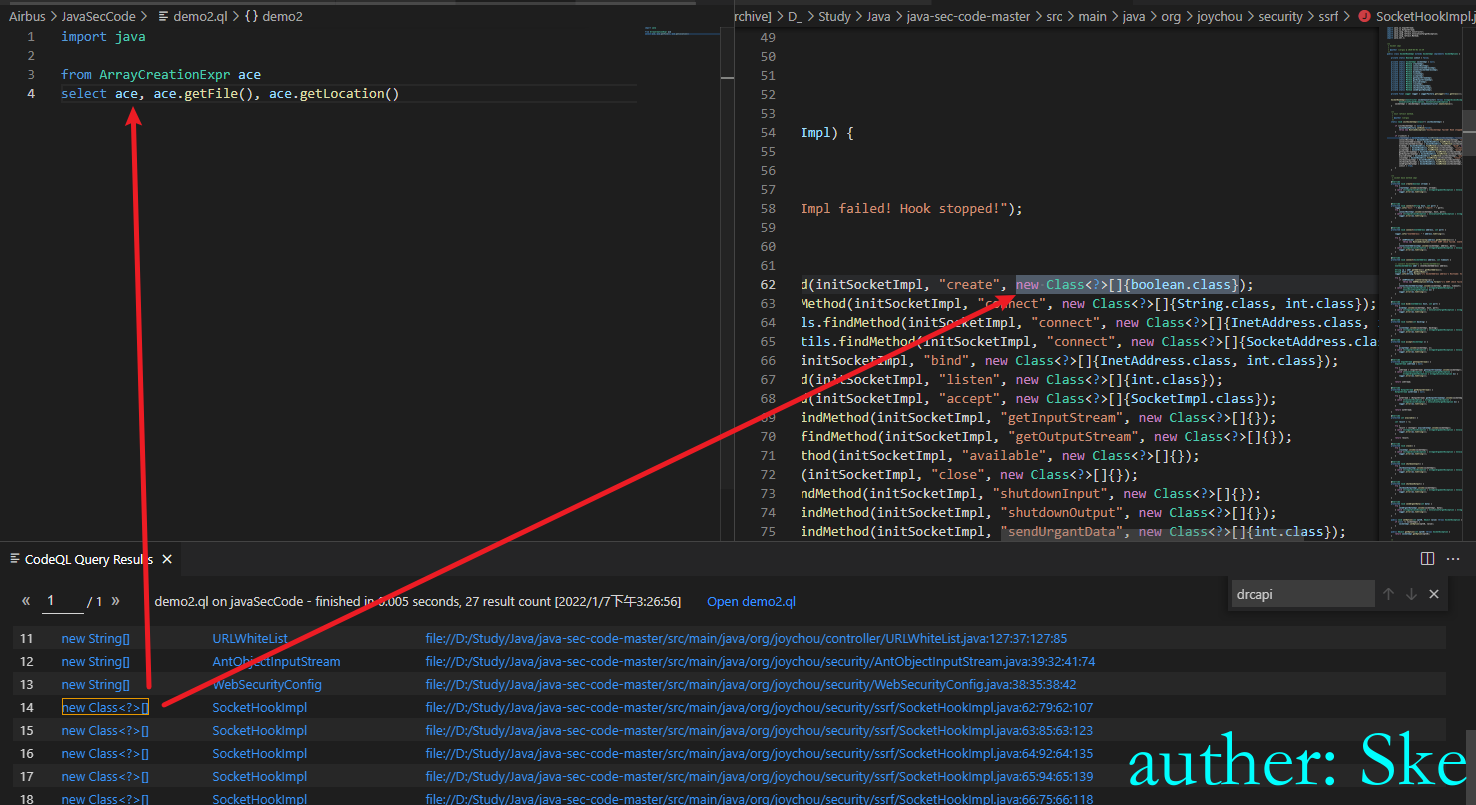 Airbus > JavaSecCode > demo2.ql > {} demo2
1 import java
2
3 from ArrayCreationExpr ace
4 select ace, ace.getFile(), ace.getLocation()
rchive] > D_ > Study > Java > java-sec-code-master > src > main > java > org > joychou > security > ssrf > SocketHookImpl.j
49
50
51
52
53
54 Impl) {
55
56
57
58 Impl failed! Hook stopped!");
59
60
61
62 d(initSocketImpl, "create", new Class<?>[]{boolean.class});
63 Method(initSocketImpl, "connect", new Class<?>[]{String.class, int.class});
64 ls.findMethod(initSocketImpl, "connect", new Class<?>[]{InetAddress.class,
65 tils.findMethod(initSocketImpl, "connect", new Class<?>[]{SocketAddress.cla
66 initSocketImpl, "bind", new Class<?>[]{InetAddress.class, int.class});
67 d(initSocketImpl, "listen", new Class<?>[]{int.class});
68 d(initSocketImpl, "accept", new Class<?>[]{SocketImpl.class});
69 indMethod(initSocketImpl, "getInputStream", new Class<?>[]{});
70 findMethod(initSocketImpl, "getOutputStream", new Class<?>[]{});
71 thod(initSocketImpl, "available", new Class<?>[]{});
72 (initSocketImpl, "close", new Class<?>[]{});
73 ndMethod(initSocketImpl, "shutdownInput", new Class<?>[]{});
74 indMethod(initSocketImpl, "shutdownOutput", new Class<?>[]{});
75 indMethod(initSocketImpl, "sendUrgantData", new Class<?>[]{int.class});
CodeQL Query Results ×
« 1 / 1 » demo2.ql on javaSecCode - finished in 0.005 seconds, 27 result count [2022/1/7下午3:26:56] Open demo2.ql
drcapi
11 new String[] URLWhiteList file://D:/Study/Java/java-sec-code-master/src/main/java/org/joychou/controller/URLWhiteList.java:127:37:127:85
12 new String[] AntObjectInputStream file://D:/Study/Java/java-sec-code-master/src/main/java/org/joychou/security/AntObjectInputStream.java:39:32:41:74
13 new String[] WebSecurityConfig file://D:/Study/Java/java-sec-code-master/src/main/java/org/joychou/security/WebSecurityConfig.java:38:35:38:42
14 new Class<?>[] SocketHookImpl file://D:/Study/Java/java-sec-code-master/src/main/java/org/joychou/security/ssrf/SocketHookImpl.java:62:79:62:107
15 new Class<?>[] SocketHookImpl file://D:/Study/Java/java-sec-code-master/src/main/java/org/joychou/security/ssrf/SocketHookImpl.java:63:85:63:123
16 new Class<?>[] SocketHookImpl file://D:/Study/Java/java-sec-code-master/src/main/java/org/joychou/security/ssrf/SocketHookImpl.java:64:92:64:135
17 new Class<?>[] SocketHookImpl file://D:/Study/Java/java-sec-code-master/src/main/java/org/joychou/security/ssrf/SocketHookImpl.java:65:94:65:139
18 new Class<?>[] SocketHookImpl file://D:/Study/Java/java-sec-code-master/src/main/java/org/joychou/security/ssrf/SocketHookImpl.java:66:75:66:118
auther: Ske